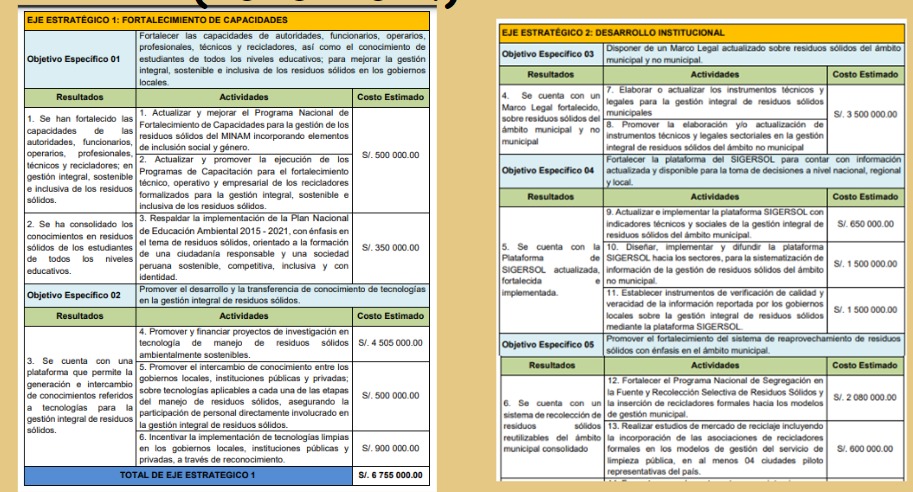 EJE ESTRATÉGICO 1: FORTALECIMIENTO DE CAPACIDADES
Objetivo Específico 01
Fortalecer las capacidades de autoridades, funcionarios, operarios,
profesionales, técnicos y recicladores, así como el conocimiento de
estudiantes de todos los niveles educativos; para mejorar la gestión
integral, sostenible e inclusiva de los residuos sólidos en los gobiernos
locales.
Resultados
Actividades
Costo Estimado
1. Se han fortalecido las
capacidades de las
autoridades, funcionarios,
operarios, profesionales,
técnicos y recicladores; en
gestión integral, sostenible
e inclusiva de los residuos
sólidos.
1. Actualizar y mejorar el Programa Nacional de
Fortalecimiento de Capacidades para la gestión de los
residuos sólidos del MINAM incorporando elementos
de inclusión social y género.
2. Actualizar y promover la ejecución de los
Programas de Capacitación para el fortalecimiento
técnico, operativo y empresarial de los recicladores
formalizados para la gestión integral, sostenible e
inclusiva de los residuos sólidos.
S/. 500 000.00
2. Se ha consolidado los
conocimientos en residuos
sólidos de los estudiantes
de todos los niveles
educativos.
3. Respaldar la implementación de la Plan Nacional
de Educación Ambiental 2015 - 2021, con énfasis en
el tema de residuos sólidos, orientado a la formación
de una ciudadanía responsable y una sociedad
peruana sostenible, competitiva, inclusiva y con
identidad.
S/. 350 000.00
Objetivo Específico 02
Promover el desarrollo y la transferencia de conocimiento de tecnologías
en la gestión integral de residuos sólidos.
Resultados
Actividades
Costo Estimado
3. Se cuenta con una
plataforma que permite la
generación e intercambio
de conocimientos referidos
a tecnologías para la
gestión integral de residuos
sólidos.
4. Promover y financiar proyectos de investigación en
tecnología de manejo de residuos sólidos
ambientalmente sostenibles.
S/. 4 505 000.00
5. Promover el intercambio de conocimiento entre los
gobiernos locales, instituciones públicas y privadas;
sobre tecnologías aplicables a cada una de las etapas
del manejo de residuos sólidos, asegurando la
participación de personal directamente involucrado en
la gestión integral de residuos sólidos.
S/. 500 000.00
6. Incentivar la implementación de tecnologías limpias
en los gobiernos locales, instituciones públicas y
privadas, a través de reconocimiento.
S/. 900 000.00
TOTAL DE EJE ESTRATEGICO 1
S/. 6 755 000.00
EJE ESTRATÉGICO 2: DESARROLLO INSTITUCIONAL
Objetivo Específico 03
Disponer de un Marco Legal actualizado sobre residuos sólidos del ámbito
municipal y no municipal.
Resultados
Actividades
Costo Estimado
4. Se cuenta con un
Marco Legal fortalecido,
sobre residuos sólidos del
ámbito municipal y no
municipal
7. Elaborar o actualizar los instrumentos técnicos y
legales para la gestión integral de residuos sólidos
municipales
8. Promover la elaboración y/o actualización de
instrumentos técnicos y legales sectoriales en la gestión
integral de residuos sólidos del ámbito no municipal
S/. 3 500 000.00
Objetivo Específico 04
Fortalecer la plataforma del SIGERSOL para contar con información
actualizada y disponible para la toma de decisiones a nivel nacional, regional
y local.
Resultados
Actividades
Costo Estimado
5. Se cuenta con la
Plataforma de
SIGERSOL actualizada,
fortalecida e
implementada.
9. Actualizar e implementar la plataforma SIGERSOL con
indicadores técnicos y sociales de la gestión integral de
residuos sólidos del ámbito municipal.
S/. 650 000.00
10. Diseñar, implementar y difundir la plataforma
SIGERSOL hacia los sectores, para la sistematización de
información de la gestión de residuos sólidos del ámbito
no municipal.
S/. 1 500 000.00
11. Establecer instrumentos de verificación de calidad y
veracidad de la información reportada por los gobiernos
locales sobre la gestión integral de residuos sólidos
mediante la plataforma SIGERSOL.
S/. 1 500 000.00
Objetivo Específico 05
Promover el fortalecimiento del sistema de reaprovechamiento de residuos
sólidos con énfasis en el ámbito municipal.
Resultados
Actividades
Costo Estimado
6. Se cuenta con un
sistema de recolección de
residuos sólidos
reutilizables del ámbito
municipal consolidado
12. Fortalecer el Programa Nacional de Segregación en
la Fuente y Recolección Selectiva de Residuos Sólidos y
la inserción de recicladores formales hacia los modelos
de gestión municipal.
S/. 2 080 000.00
13. Realizar estudios de mercado de reciclaje incluyendo
la incorporación de las asociaciones de recicladores
formales en los modelos de gestión del servicio de
limpieza pública, en al menos 04 ciudades piloto
representativas del país.
S/. 600 000.00